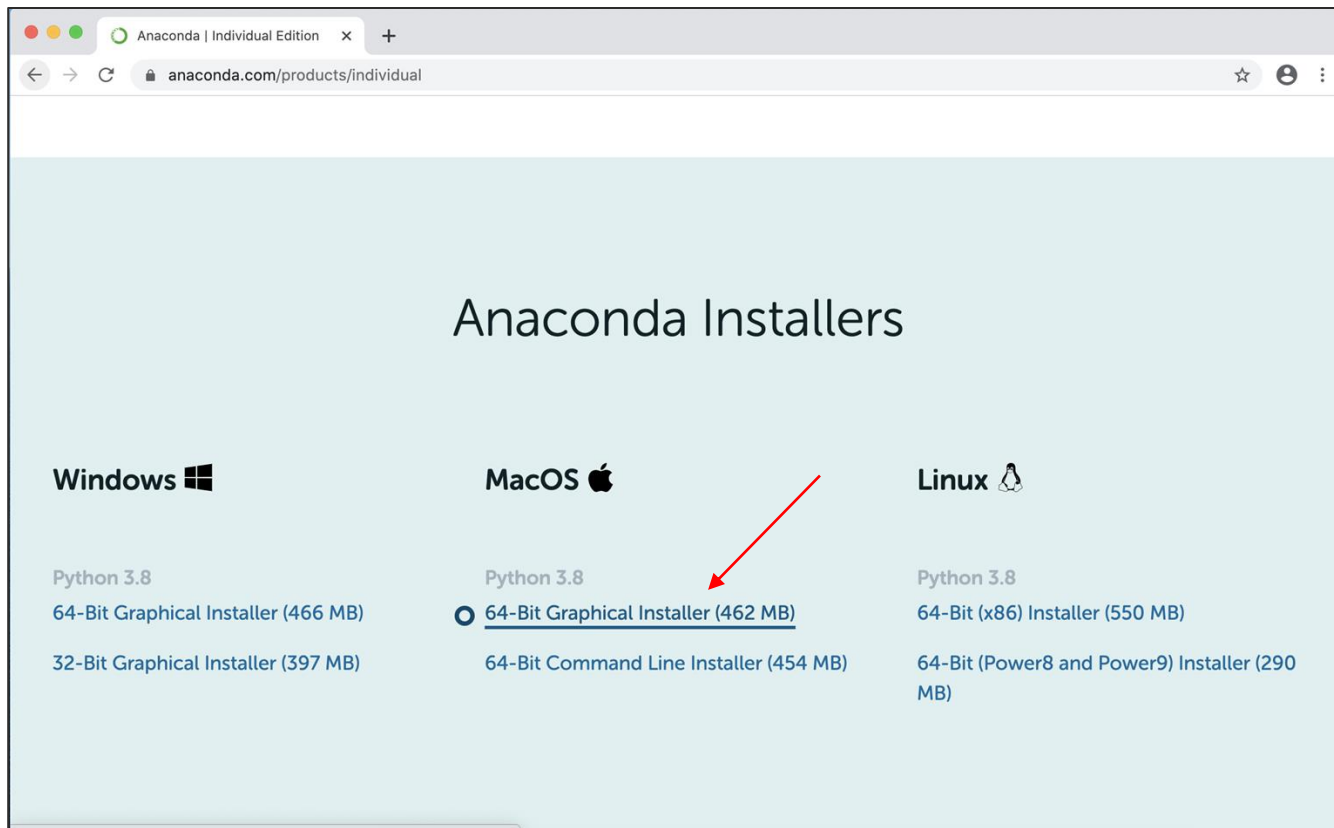 Anaconda | Individual Edition
anaconda.com/products/individual
Anaconda Installers
Windows
Python 3.8
64-Bit Graphical Installer (466 MB)
32-Bit Graphical Installer (397 MB)
MacOS
Python 3.8
64-Bit Graphical Installer (462 MB)
64-Bit Command Line Installer (454 MB)
Linux
Python 3.8
64-Bit (x86) Installer (550 MB)
64-Bit (Power8 and Power9) Installer (290
MB)